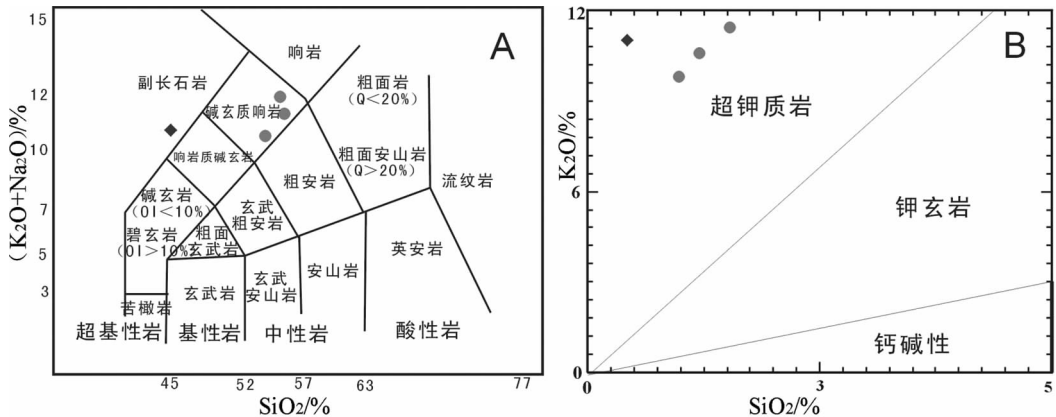 A
15
12
10
7
5
3
(K₂O+Na₂O)/%
响岩
副长石岩
粗面岩
(Q<20%)
碱玄质响岩
响岩质碱玄岩
粗面安山岩
(Q>20%)
碱玄岩
(Ol<10%)
玄武
粗安岩
粗安岩
流纹岩
碧玄岩
(Ol>10%)
粗面
玄武岩
英安岩
玄武岩
玄武
安山岩
安山岩
苦橄岩
超基性岩
基性岩
中性岩
酸性岩
45
52
57
63
77
SiO₂/%
B
12
6
0
K₂O/%
超钾质岩
钾玄岩
钙碱性
0
3
5
SiO₂/%